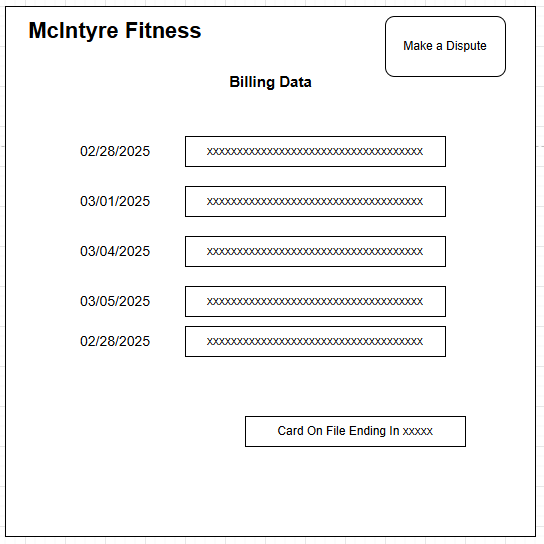 McIntyre Fitness
Make a Dispute
Billing Data
02/28/2025 xxxxxxxxxxxxxxxxxxxxxxxxxxxxxxxxxxxx
03/01/2025 xxxxxxxxxxxxxxxxxxxxxxxxxxxxxxxxxxxx
03/04/2025 xxxxxxxxxxxxxxxxxxxxxxxxxxxxxxxxxxxx
03/05/2025 xxxxxxxxxxxxxxxxxxxxxxxxxxxxxxxxxxxx
02/28/2025 xxxxxxxxxxxxxxxxxxxxxxxxxxxxxxxxxxxx
Card On File Ending In xxxxx